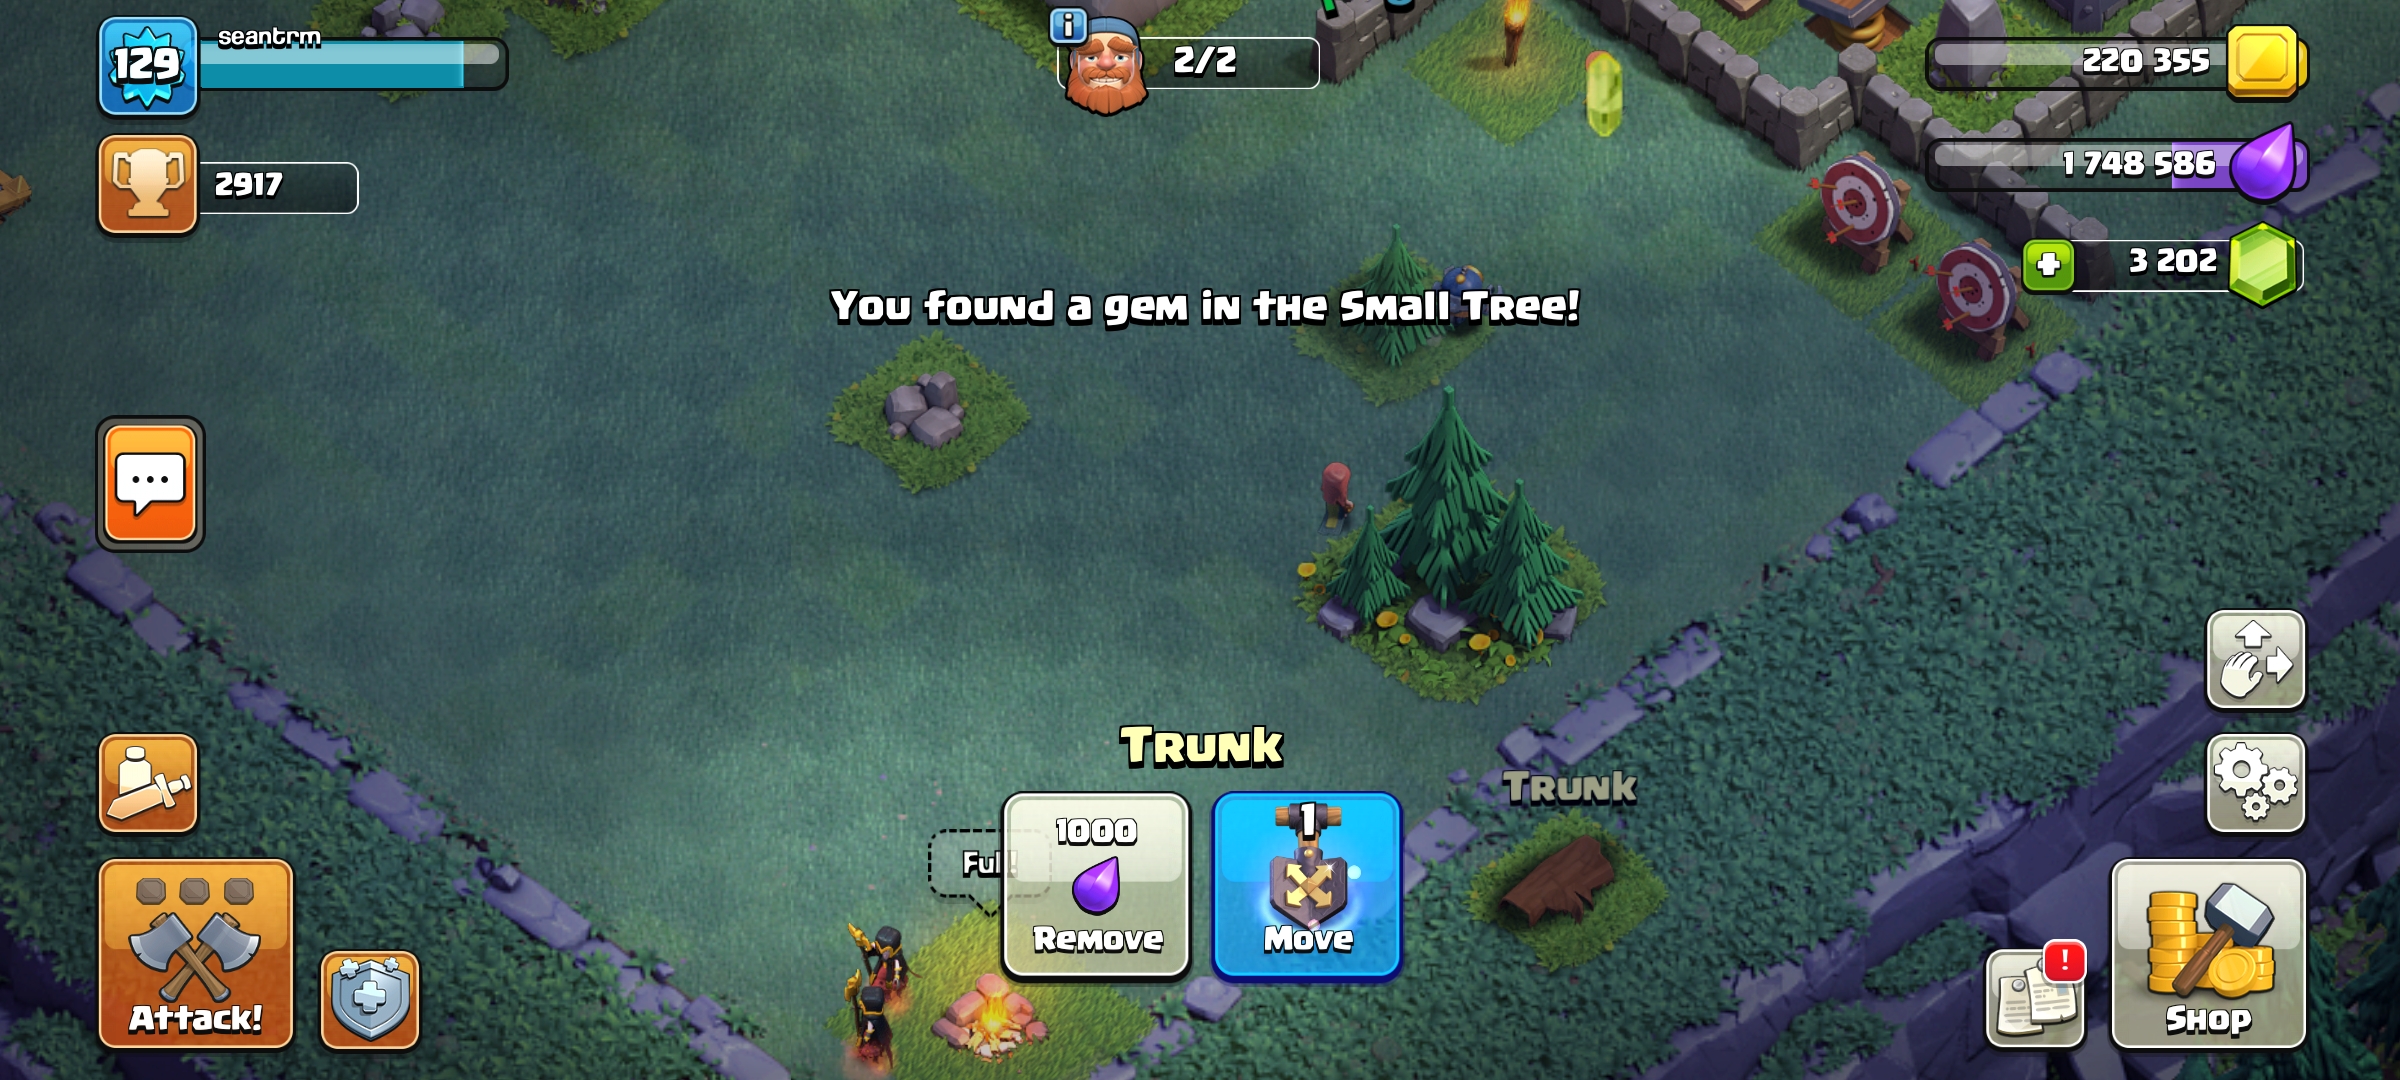 129
seantrm
2/2
220 355
2917
1 748 586
3 202
You found a gem in the Small Tree!
Trunk
Trunk
1000
Remove
1
Move
Full!
Attack!
!
Shop